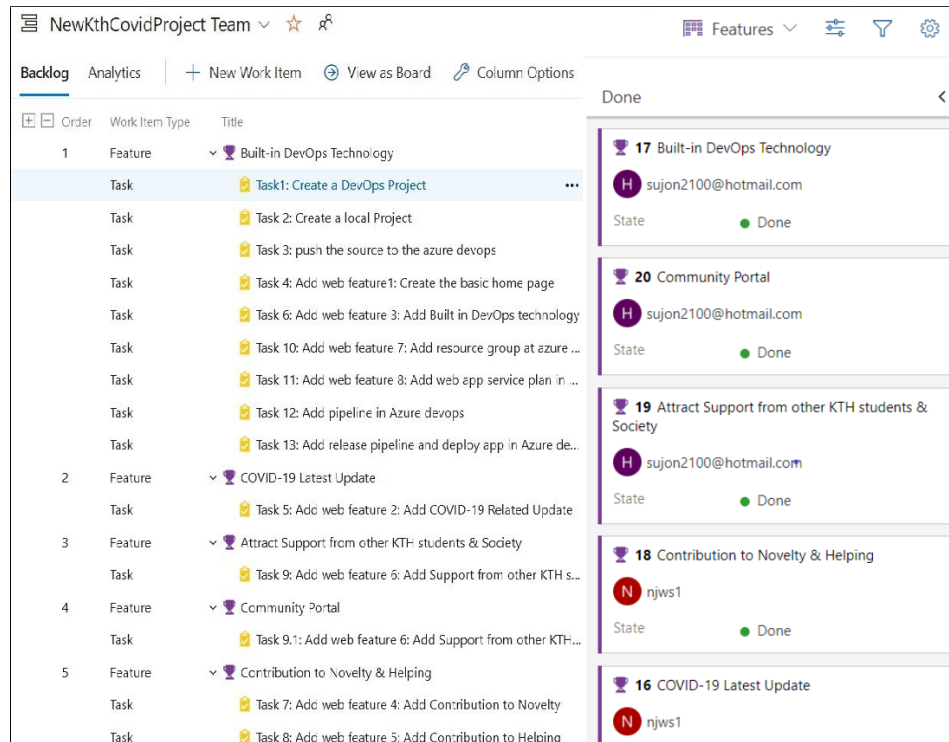 NewKthCovidProject Team
Backlog Analytics New Work Item View as Board Column Options
Order Work Item Type Title
1 Feature Built-in DevOps Technology
Task Task1: Create a DevOps Project ...
Task Task 2: Create a local Project
Task Task 3: push the source to the azure devops
Task Task 4: Add web feature1: Create the basic home page
Task Task 6: Add web feature 3: Add Built in DevOps technology
Task Task 10: Add web feature 7: Add resource group at azure ...
Task Task 11: Add web feature 8: Add web app service plan in ...
Task Task 12: Add pipeline in Azure devops
Task Task 13: Add release pipeline and deploy app in Azure de...
2 Feature COVID-19 Latest Update
Task Task 5: Add web feature 2: Add COVID-19 Related Update
3 Feature Attract Support from other KTH students & Society
Task Task 9: Add web feature 6: Add Support from other KTH s...
4 Feature Community Portal
Task Task 9.1: Add web feature 6: Add Support from other KTH...
5 Feature Contribution to Novelty & Helping
Task Task 7: Add web feature 4: Add Contribution to Novelty
Task Task 8: Add web feature 5: Add Contribution to Helping
Features
Done
17 Built-in DevOps Technology
H sujon2100@hotmail.com
State Done
20 Community Portal
H sujon2100@hotmail.com
State Done
19 Attract Support from other KTH students &
Society
H sujon2100@hotmail.com
State Done
18 Contribution to Novelty & Helping
N njws1
State Done
16 COVID-19 Latest Update
N njws1